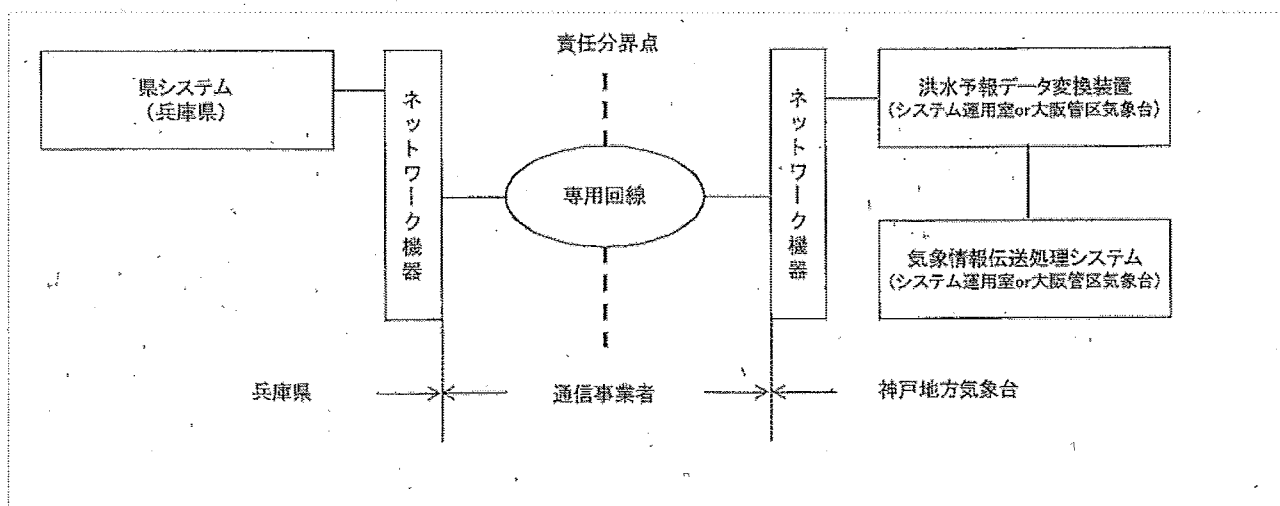 責任分界点
県システム
(兵庫県)
ネットワーク機器
専用回線
ネットワーク機器
洪水予報データ変換装置
(システム運用室or大阪管区気象台)
気象情報伝送処理システム
(システム運用室or大阪管区気象台)
兵庫県
通信事業者
神戸地方気象台